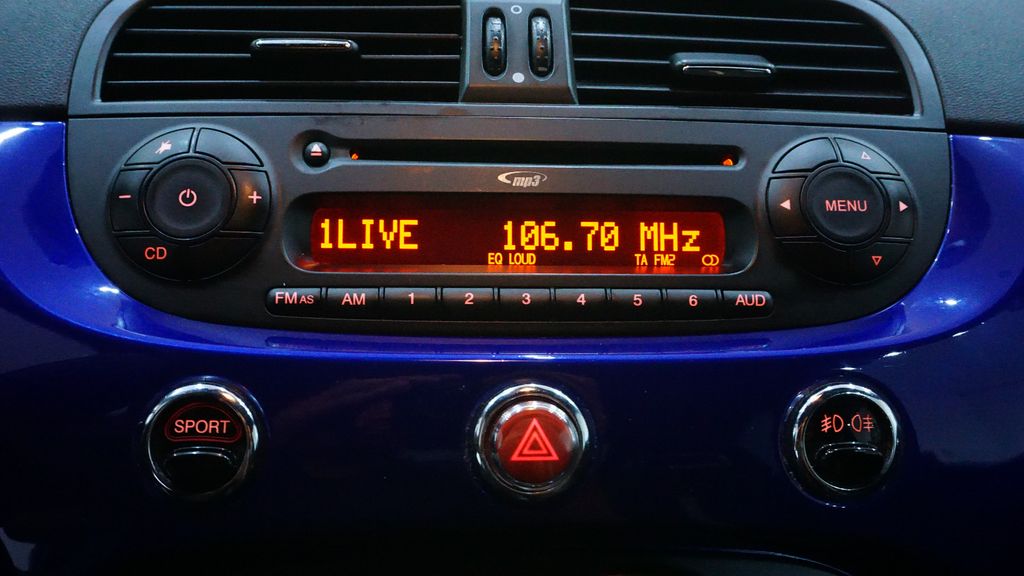 mp3
1LIVE 106.70 MHz
EQ LOUD TA FM2
CD
MENU
FM AS AM 1 2 3 4 5 6 AUD
SPORT